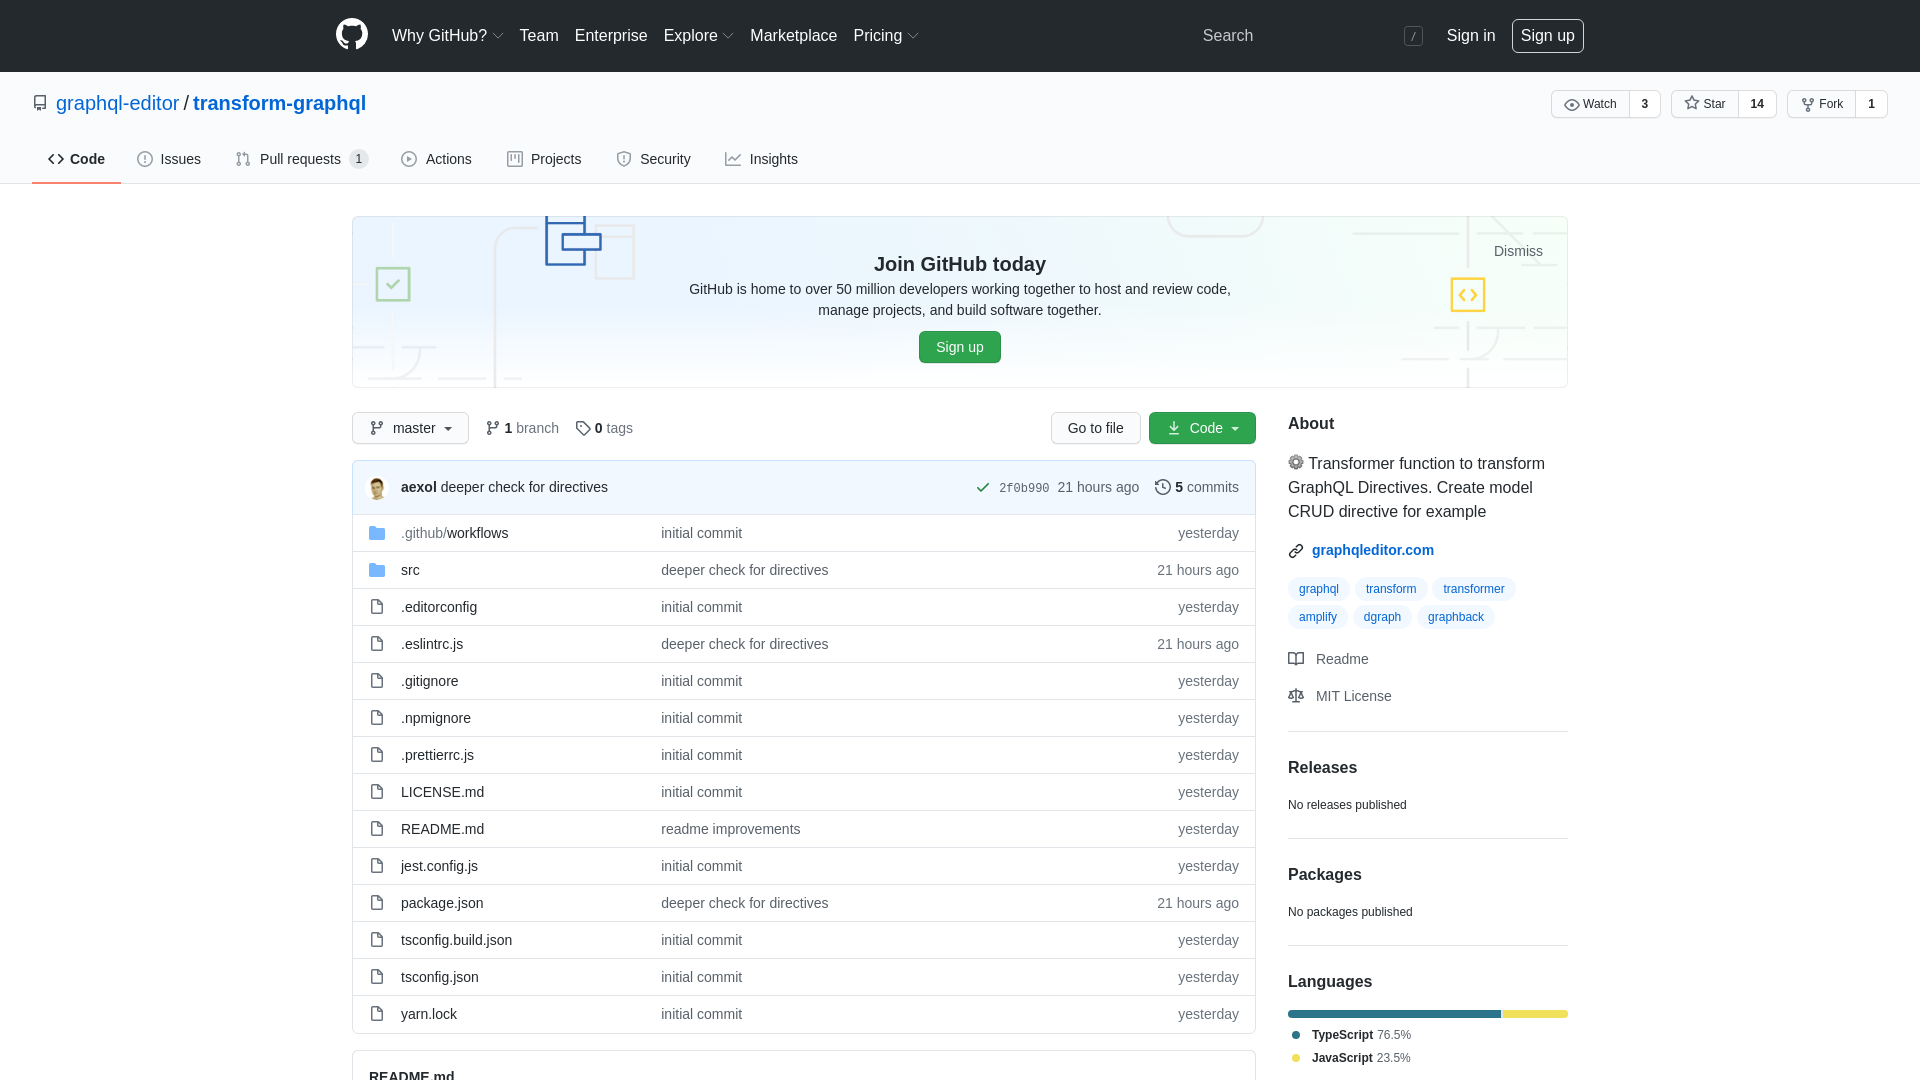 Why GitHub? Team Enterprise Explore Marketplace Pricing Search / Sign in Sign up
graphql-editor / transform-graphql Watch 3 Star 14 Fork 1
Code Issues Pull requests 1 Actions Projects Security Insights
Dismiss
Join GitHub today
GitHub is home to over 50 million developers working together to host and review code,
manage projects, and build software together.
Sign up
master 1 branch 0 tags Go to file Code
aexol deeper check for directives 2f0b990 21 hours ago 5 commits
.github/workflows initial commit yesterday
src deeper check for directives 21 hours ago
.editorconfig initial commit yesterday
.eslintrc.js deeper check for directives 21 hours ago
.gitignore initial commit yesterday
.npmignore initial commit yesterday
.prettierrc.js initial commit yesterday
LICENSE.md initial commit yesterday
README.md readme improvements yesterday
jest.config.js initial commit yesterday
package.json deeper check for directives 21 hours ago
tsconfig.build.json initial commit yesterday
tsconfig.json initial commit yesterday
yarn.lock initial commit yesterday
README.md
About
Transformer function to transform
GraphQL Directives. Create model
CRUD directive for example
graphqleditor.com
graphql transform transformer
amplify dgraph graphback
Readme
MIT License
Releases
No releases published
Packages
No packages published
Languages
TypeScript 76.5%
JavaScript 23.5%